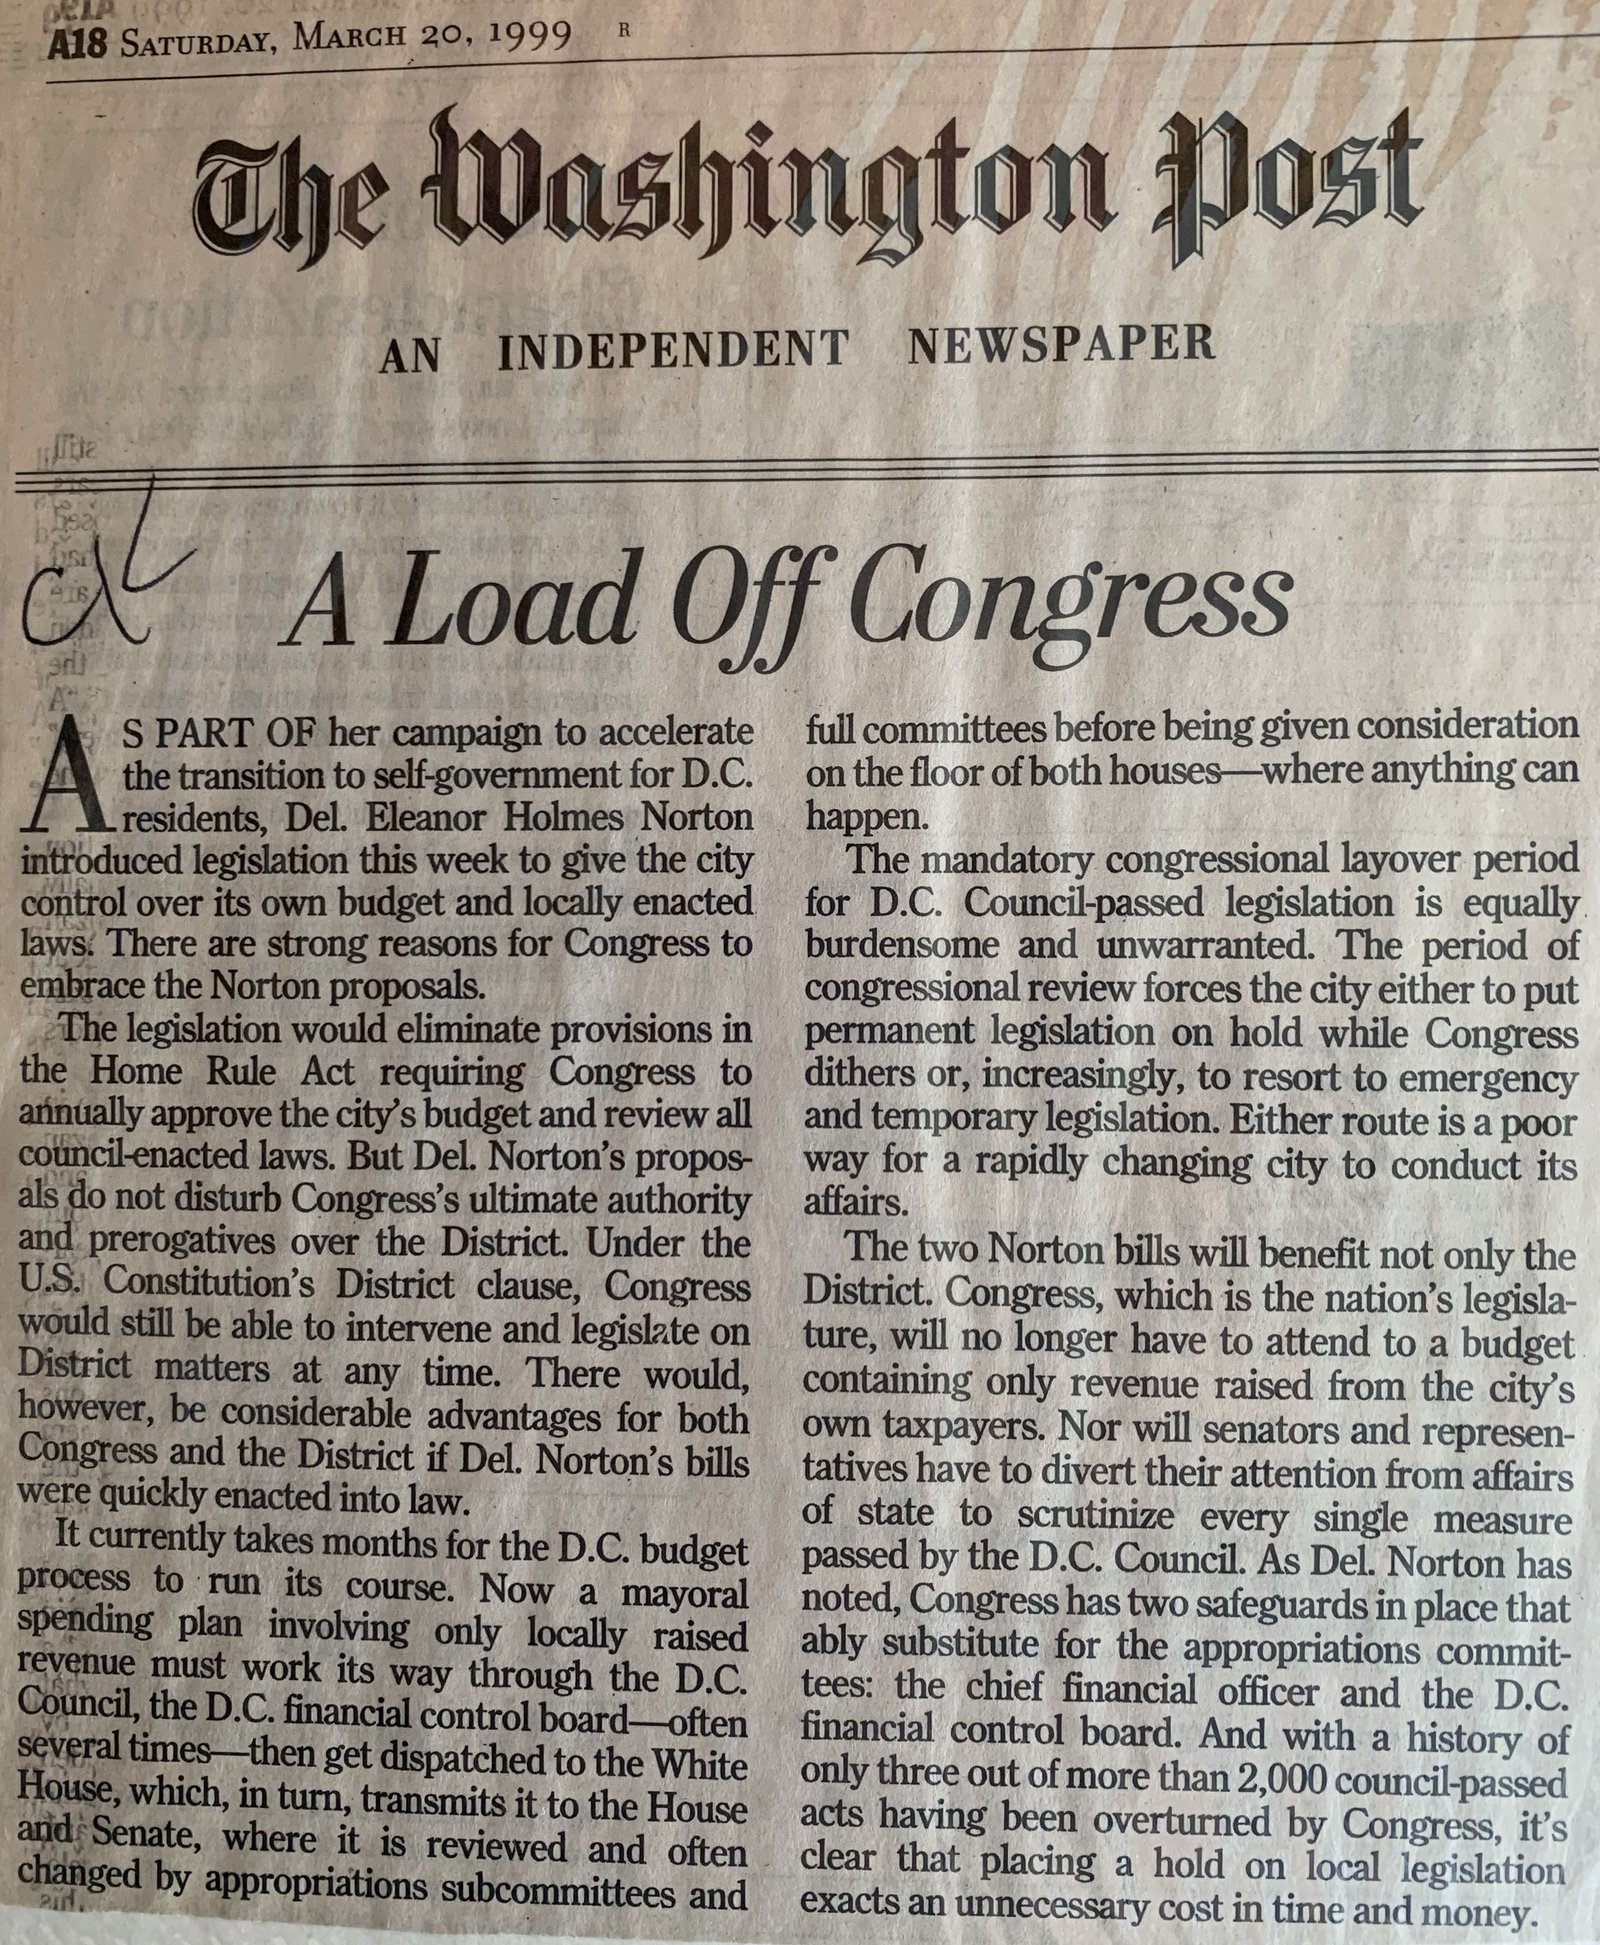 A18 SATURDAY, MARCH 20, 1999 R
The Washington Post
AN INDEPENDENT NEWSPAPER
A Load Off Congress
AS PART OF her campaign to accelerate
the transition to self-government for D.C.
residents, Del. Eleanor Holmes Norton
introduced legislation this week to give the city
control over its own budget and locally enacted
laws. There are strong reasons for Congress to
embrace the Norton proposals.
The legislation would eliminate provisions in
the Home Rule Act requiring Congress to
annually approve the city's budget and review all
council-enacted laws. But Del. Norton's propos-
als do not disturb Congress's ultimate authority
and prerogatives over the District. Under the
U.S. Constitution's District clause, Congress
would still be able to intervene and legislate on
District matters at any time. There would,
however, be considerable advantages for both
Congress and the District if Del. Norton's bills
were quickly enacted into law.
It currently takes months for the D.C. budget
process to run its course. Now a mayoral
spending plan involving only locally raised
revenue must work its way through the D.C.
Council, the D.C. financial control board—often
several times—then get dispatched to the White
House, which, in turn, transmits it to the House
and Senate, where it is reviewed and often
changed by appropriations subcommittees and
full committees before being given consideration
on the floor of both houses—where anything can
happen.
The mandatory congressional layover period
for D.C. Council-passed legislation is equally
burdensome and unwarranted. The period of
congressional review forces the city either to put
permanent legislation on hold while Congress
dithers or, increasingly, to resort to emergency
and temporary legislation. Either route is a poor
way for a rapidly changing city to conduct its
affairs.
The two Norton bills will benefit not only the
District. Congress, which is the nation's legisla-
ture, will no longer have to attend to a budget
containing only revenue raised from the city's
own taxpayers. Nor will senators and represen-
tatives have to divert their attention from affairs
of state to scrutinize every single measure
passed by the D.C. Council. As Del. Norton has
noted, Congress has two safeguards in place that
ably substitute for the appropriations commit-
tees: the chief financial officer and the D.C.
financial control board. And with a history of
only three out of more than 2,000 council-passed
acts having been overturned by Congress, it's
clear that placing a hold on local legislation
exacts an unnecessary cost in time and money.